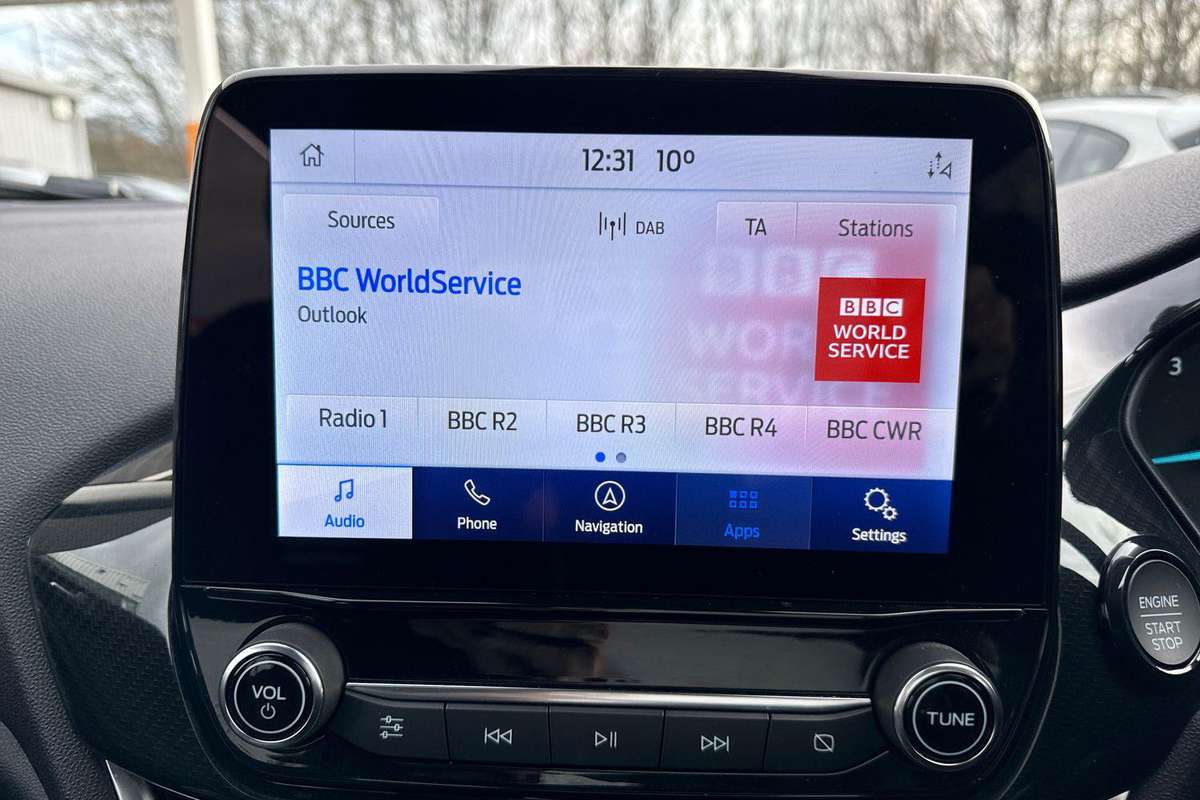 12:31 10º
Sources
DAB
TA
Stations
BBC WorldService
Outlook
BBC
WORLD
SERVICE
Radio 1
BBC R2
BBC R3
BBC R4
BBC CWR
Audio
Phone
Navigation
Apps
Settings
VOL
TUNE
ENGINE
START
STOP
3